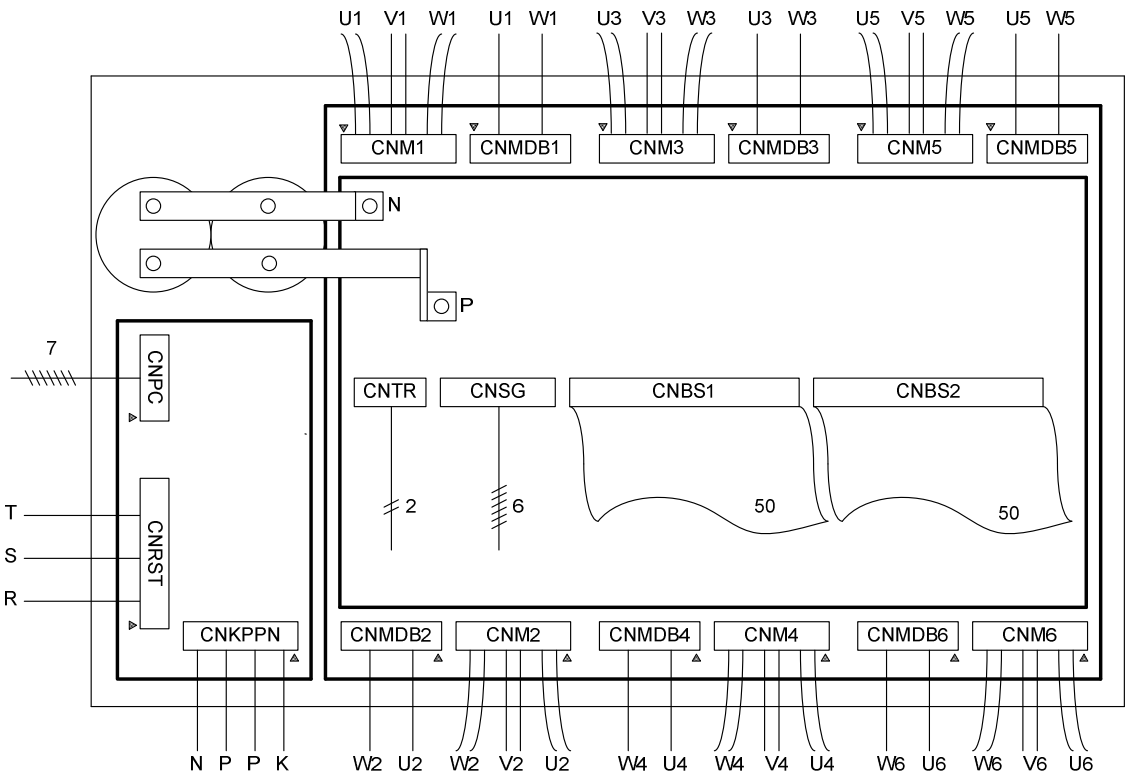 U1 V1 W1 U1 W1 U3 V3 W3 U3 W3 U5 V5 W5 U5 W5
CNM1 CNMDB1 CNM3 CNMDB3 CNM5 CNMDB5
N
P
7
CNPC
CNTR CNSG CNBS1 CNBS2
2 6 50 50
T
S
R
CNRST
CNKPPN CNMDB2 CNM2 CNMDB4 CNM4 CNMDB6 CNM6
N P P K W2 U2 W2 V2 U2 W4 U4 W4 V4 U4 W6 U6 W6 V6 U6